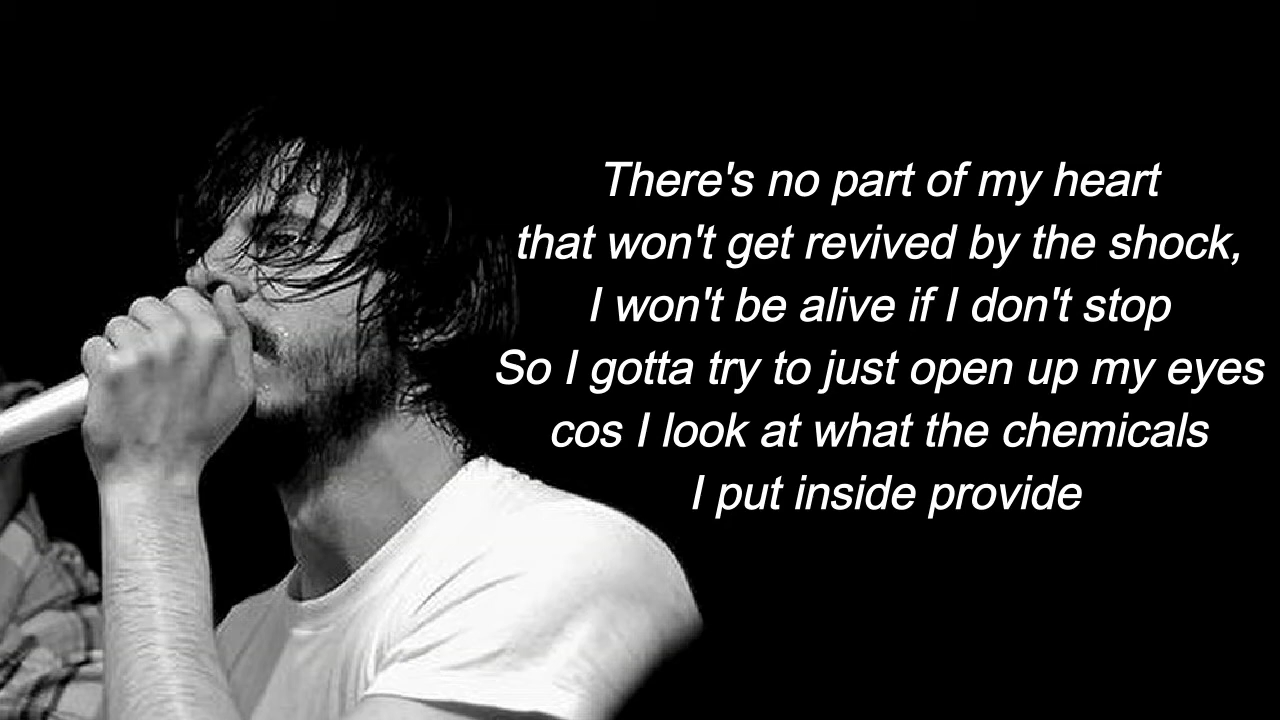 There's no part of my heart
that won't get revived by the shock,
I won't be alive if I don't stop
So I gotta try to just open up my eyes
cos I look at what the chemicals
I put inside provide